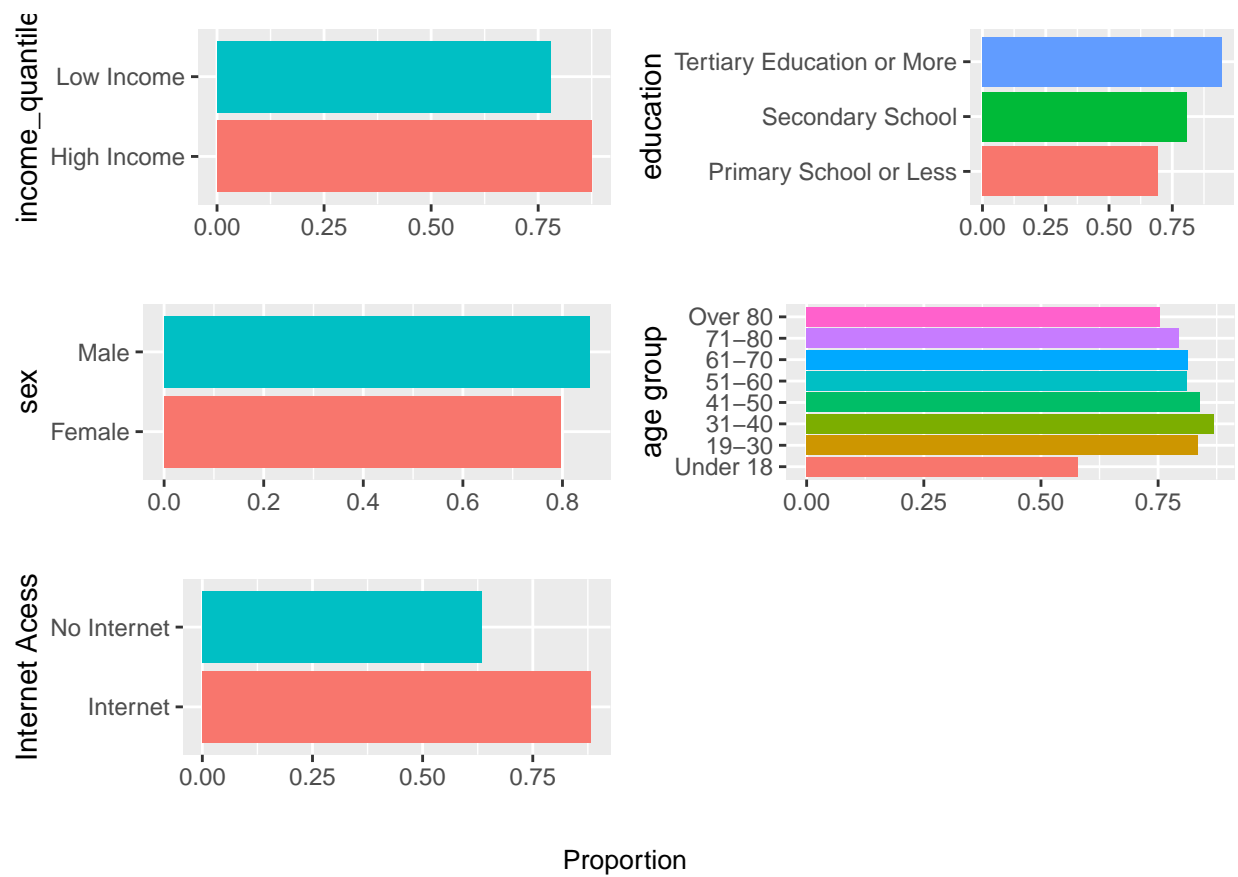 income_quantile
Low Income
High Income
0.00 0.25 0.50 0.75
education
Tertiary Education or More
Secondary School
Primary School or Less
0.00 0.25 0.50 0.75
sex
Male
Female
0.0 0.2 0.4 0.6 0.8
age group
Over 80
71−80
61−70
51−60
41−50
31−40
19−30
Under 18
0.00 0.25 0.50 0.75
Internet Acess
No Internet
Internet
0.00 0.25 0.50 0.75
Proportion